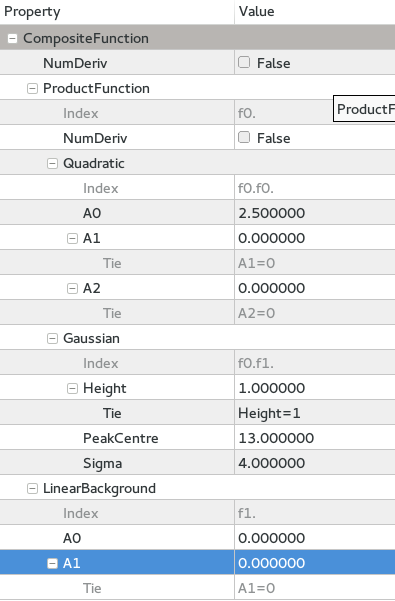 Property Value
CompositeFunction
NumDeriv False
ProductFunction
Index f0. ProductF
NumDeriv False
Quadratic
Index f0.f0.
A0 2.500000
A1 0.000000
Tie A1=0
A2 0.000000
Tie A2=0
Gaussian
Index f0.f1.
Height 1.000000
Tie Height=1
PeakCentre 13.000000
Sigma 4.000000
LinearBackground
Index f1.
A0 0.000000
A1 0.000000
Tie A1=0